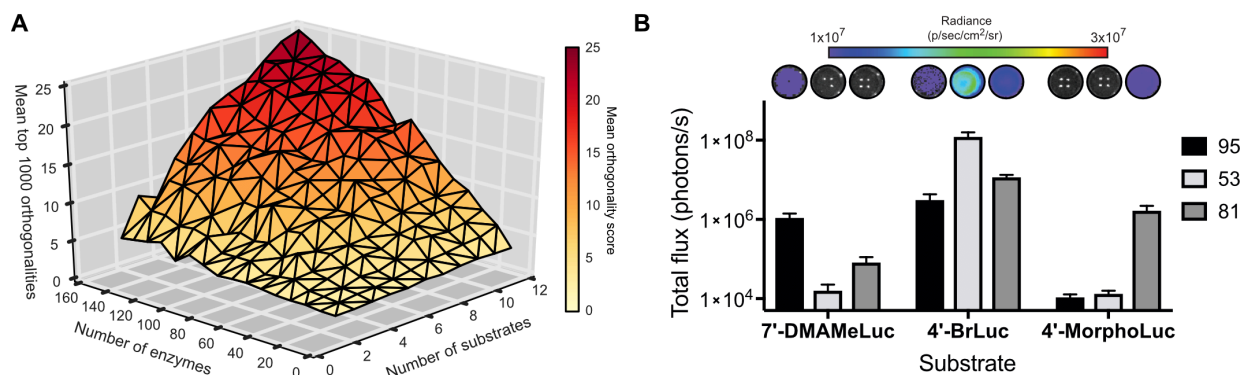 A
Mean top 1000 orthogonalities
25
20
15
10
5
0
160
140
120
100
80
60
40
20
0
Number of enzymes
0
2
4
6
8
10
12
Number of substrates
25
20
15
10
5
0
Mean orthogonality score
B
Radiance
(p/sec/cm²/sr)
1x10⁷
3x10⁷
Total flux (photons/s)
1×10⁸
1×10⁶
1×10⁴
7'-DMAMeLuc 4'-BrLuc 4'-MorphoLuc
Substrate
95
53
81